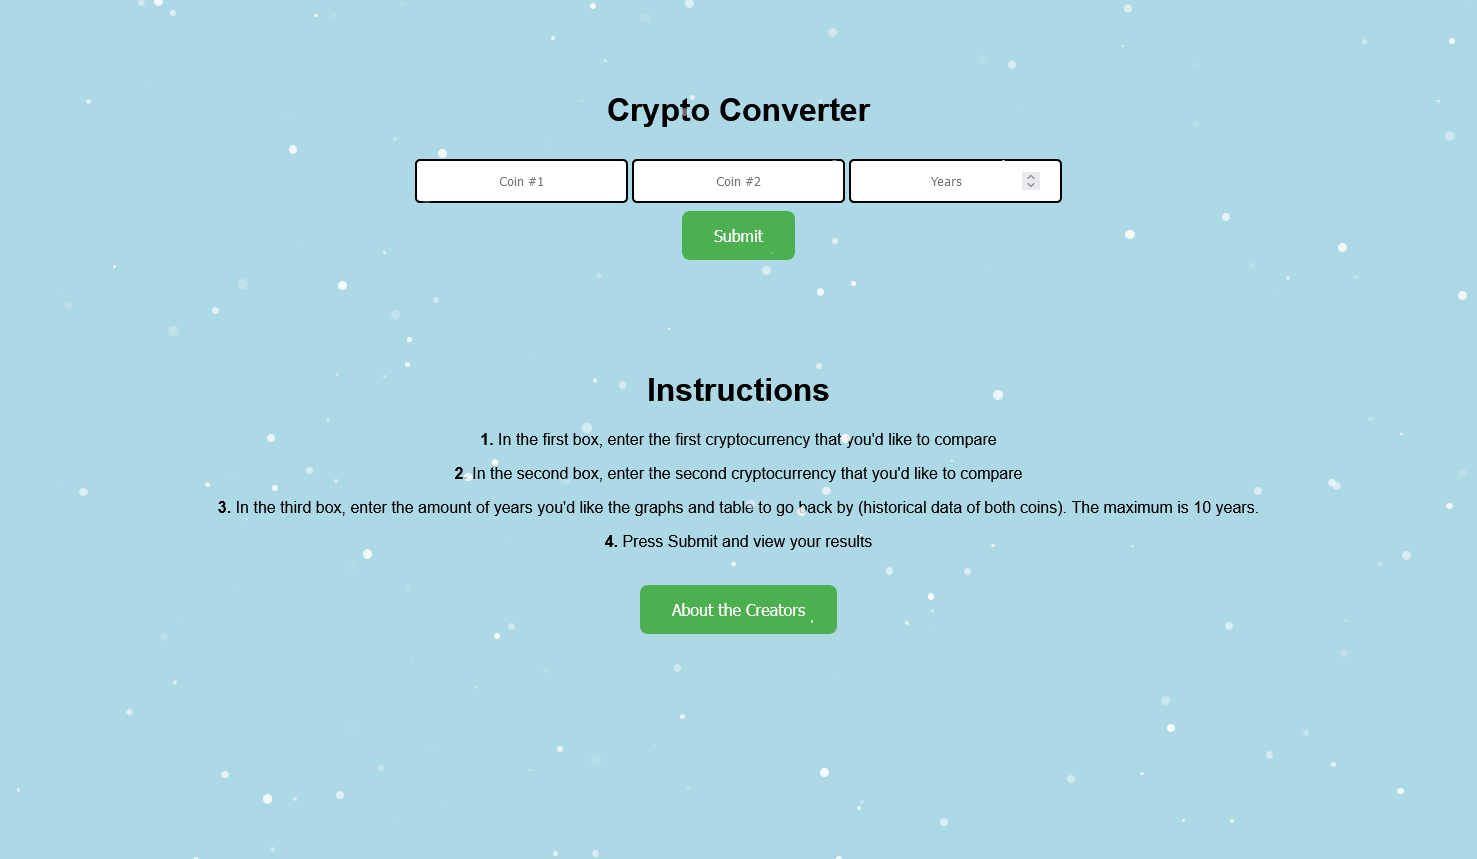 Crypto Converter
Coin #1 Coin #2 Years
Submit
Instructions
1. In the first box, enter the first cryptocurrency that you'd like to compare
2. In the second box, enter the second cryptocurrency that you'd like to compare
3. In the third box, enter the amount of years you'd like the graphs and table to go back by (historical data of both coins). The maximum is 10 years.
4. Press Submit and view your results
About the Creators